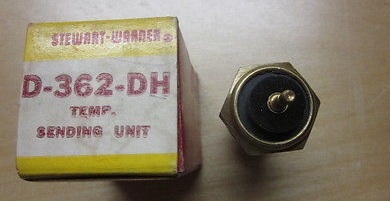 STEWART-WARNER®
D-362-DH
TEMP.
SENDING UNIT